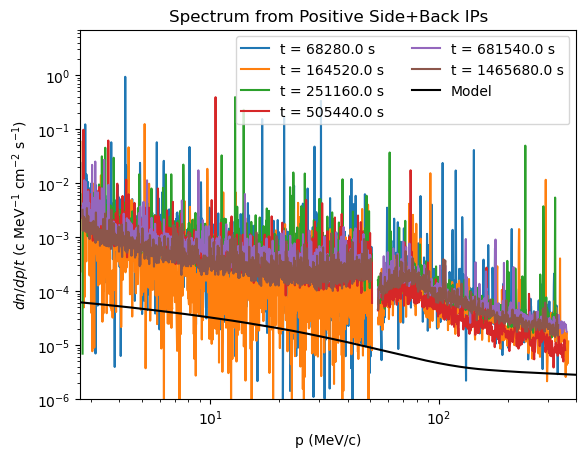 Spectrum from Positive Side+Back IPs
t = 68280.0 s
t = 164520.0 s
t = 251160.0 s
t = 505440.0 s
t = 681540.0 s
t = 1465680.0 s
Model
dn/dp/t (c MeV⁻¹ cm⁻² s⁻¹)
10⁰
10⁻¹
10⁻²
10⁻³
10⁻⁴
10⁻⁵
10⁻⁶
10¹
10²
p (MeV/c)